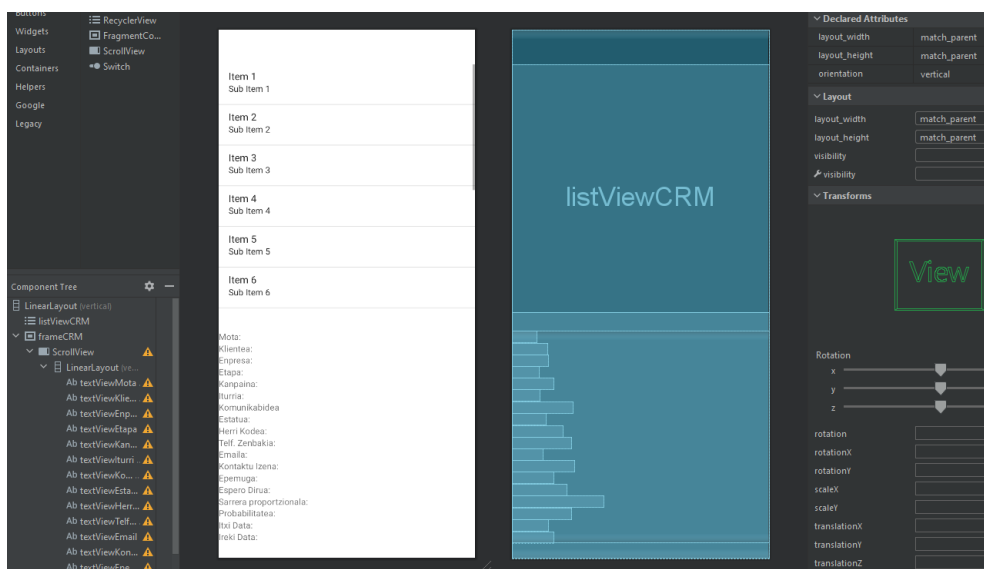 Buttons
Widgets
Layouts
Containers
Helpers
Google
Legacy
RecyclerView
FragmentCo...
ScrollView
Switch
Component Tree
LinearLayout (vertical)
listViewCRM
frameCRM
ScrollView
LinearLayout (ve...
Ab textViewMota
Ab textViewKlie...
Ab textViewEnp...
Ab textViewEtapa
Ab textViewKan...
Ab textViewIturri ..
Ab textViewKo...
Ab textViewEsta...
Ab textViewHerr...
Ab textViewTelf...
Ab textViewEmail
Ab textViewKon...
Ab textViewEpe...
Item 1
Sub Item 1
Item 2
Sub Item 2
Item 3
Sub Item 3
Item 4
Sub Item 4
Item 5
Sub Item 5
Item 6
Sub Item 6
Mota:
Klientea:
Enpresa:
Etapa:
Kanpaina:
Iturria:
Komunikabidea
Estatua:
Herri Kodea:
Telf. Zenbakia:
Emaila:
Kontaktu Izena:
Epemuga:
Espero Dirua:
Sarrera proportzionala:
Probabilitatea:
Itxi Data:
Ireki Data:
listViewCRM
Declared Attributes
layout_width match_parent
layout_height match_parent
orientation vertical
Layout
layout_width match_parent
layout_height match_parent
visibility
visibility
Transforms
View
Rotation
x
y
z
rotation
rotationX
rotationY
scaleX
scaleY
translationX
translationY
translationZ